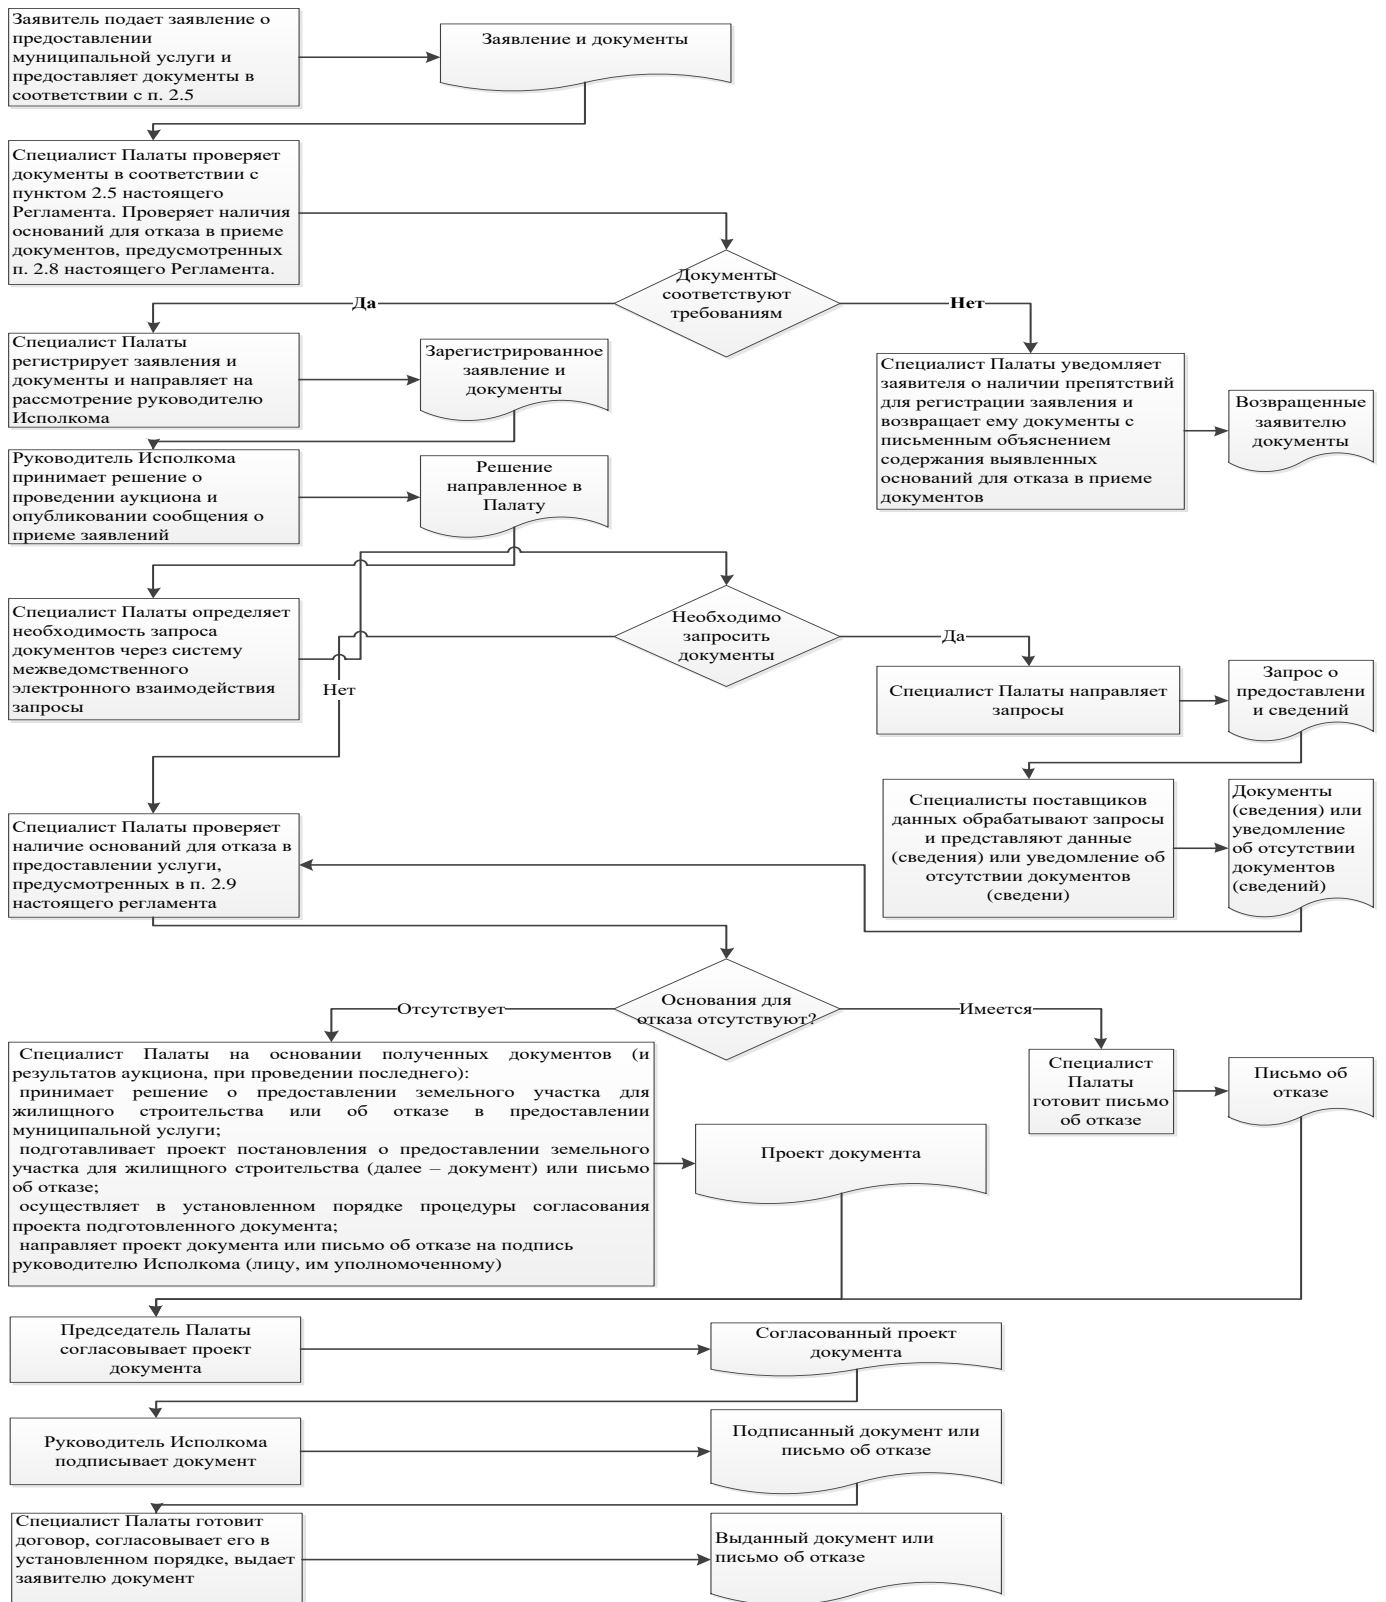 Заявитель подает заявление о
предоставлении
муниципальной услуги и
предоставляет документы в
соответствии с п. 2.5
Заявление и документы
Специалист Палаты проверяет
документы в соответствии с
пунктом 2.5 настоящего
Регламента. Проверяет наличия
оснований для отказа в приеме
документов, предусмотренных
п. 2.8 настоящего Регламента.
Документы
соответствуют
требованиям
Да
Нет
Специалист Палаты
регистрирует заявления и
документы и направляет на
рассмотрение руководителю
Исполкома
Зарегистрированное
заявление и
документы
Специалист Палаты уведомляет
заявителя о наличии препятствий
для регистрации заявления и
возвращает ему документы с
письменным объяснением
содержания выявленных
оснований для отказа в приеме
документов
Возвращенные
заявителю
документы
Руководитель Исполкома
принимает решение о
проведении аукциона и
опубликовании сообщения о
приеме заявлений
Решение
направленное в
Палату
Специалист Палаты определяет
необходимость запроса
документов через систему
межведомственного
электронного взаимодействия
запросы
Необходимо
запросить
документы
Да
Нет
Специалист Палаты направляет
запросы
Запрос о
предоставлени
и сведений
Специалисты поставщиков
данных обрабатывают запросы
и представляют данные
(сведения) или уведомление об
отсутствии документов
(сведени)
Документы
(сведения) или
уведомление
об отсутствии
документов
(сведений)
Специалист Палаты проверяет
наличие оснований для отказа в
предоставлении услуги,
предусмотренных в п. 2.9
настоящего регламента
Основания для
отказа отсутствуют?
Отсутствует
Имеется
Специалист Палаты на основании полученных документов (и
результатов аукциона, при проведении последнего):
принимает решение о предоставлении земельного участка для
жилищного строительства или об отказе в предоставлении
муниципальной услуги;
подготавливает проект постановления о предоставлении земельного
участка для жилищного строительства (далее – документ) или письмо
об отказе;
осуществляет в установленном порядке процедуры согласования
проекта подготовленного документа;
направляет проект документа или письмо об отказе на подпись
руководителю Исполкома (лицу, им уполномоченному)
Проект документа
Специалист
Палаты
готовит письмо
об отказе
Письмо об
отказе
Председатель Палаты
согласовывает проект
документа
Согласованный проект
документа
Руководитель Исполкома
подписывает документ
Подписанный документ или
письмо об отказе
Специалист Палаты готовит
договор, согласовывает его в
установленном порядке, выдает
заявителю документ
Выданный документ или
письмо об отказе